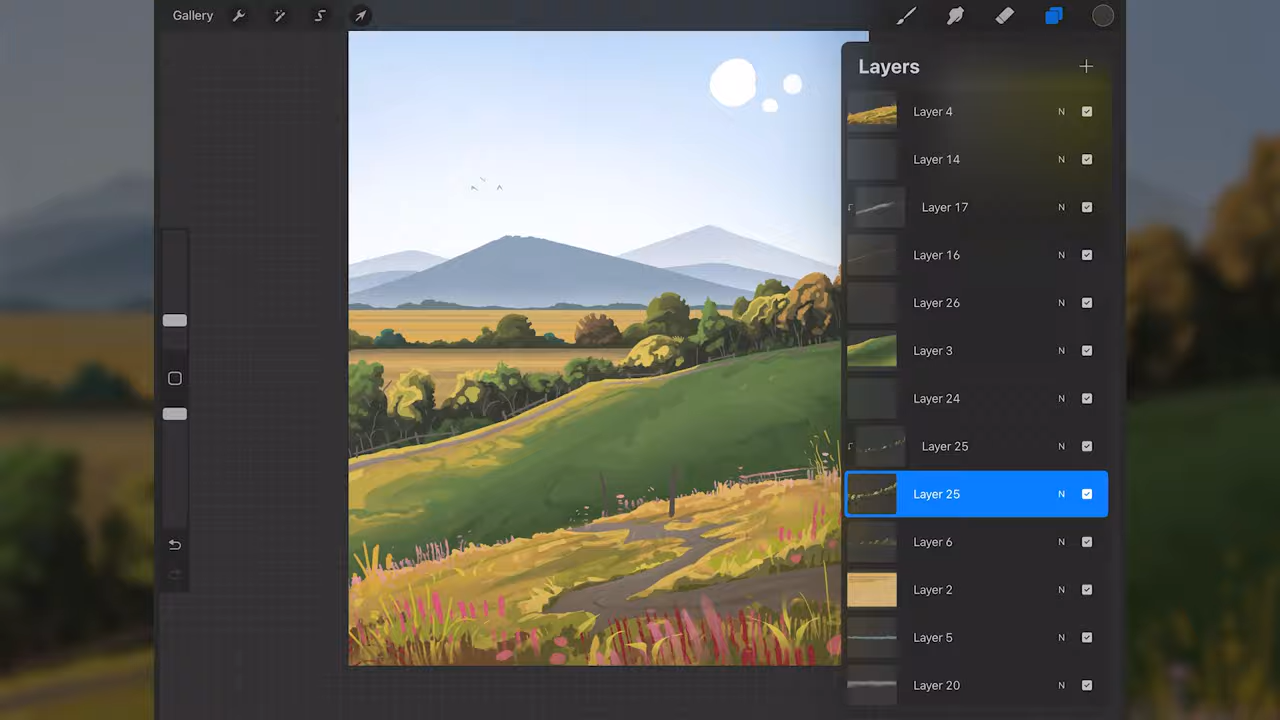 Gallery
Layers
Layer 4 N
Layer 14 N
Layer 17 N
Layer 16 N
Layer 26 N
Layer 3 N
Layer 24 N
Layer 25 N
Layer 25 N
Layer 6 N
Layer 2 N
Layer 5 N
Layer 20 N